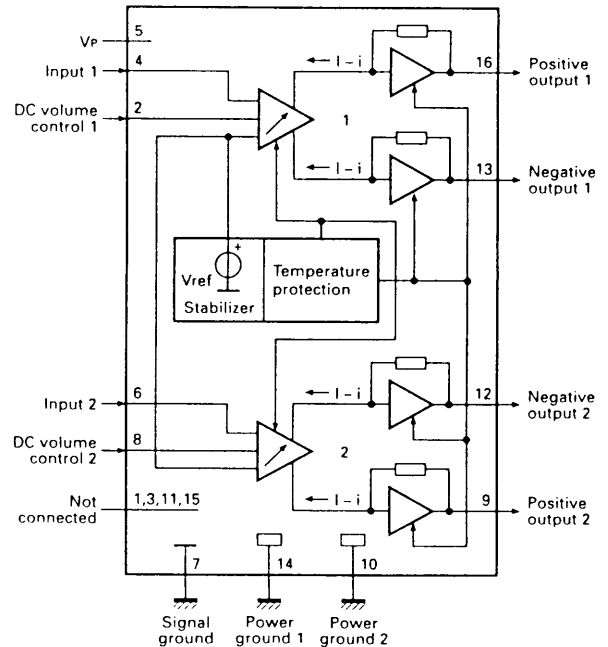 VP 5
Input 1 4
DC volume
control 1 2
I – i
16 Positive
output 1
1
I – i
13 Negative
output 1
+
Vref
Stabilizer
Temperature
protection
Input 2 6
DC volume
control 2 8
I – i
12 Negative
output 2
2
I – i
9 Positive
output 2
Not
connected 1,3,11,15
7 14 10
Signal
ground
Power
ground 1
Power
ground 2